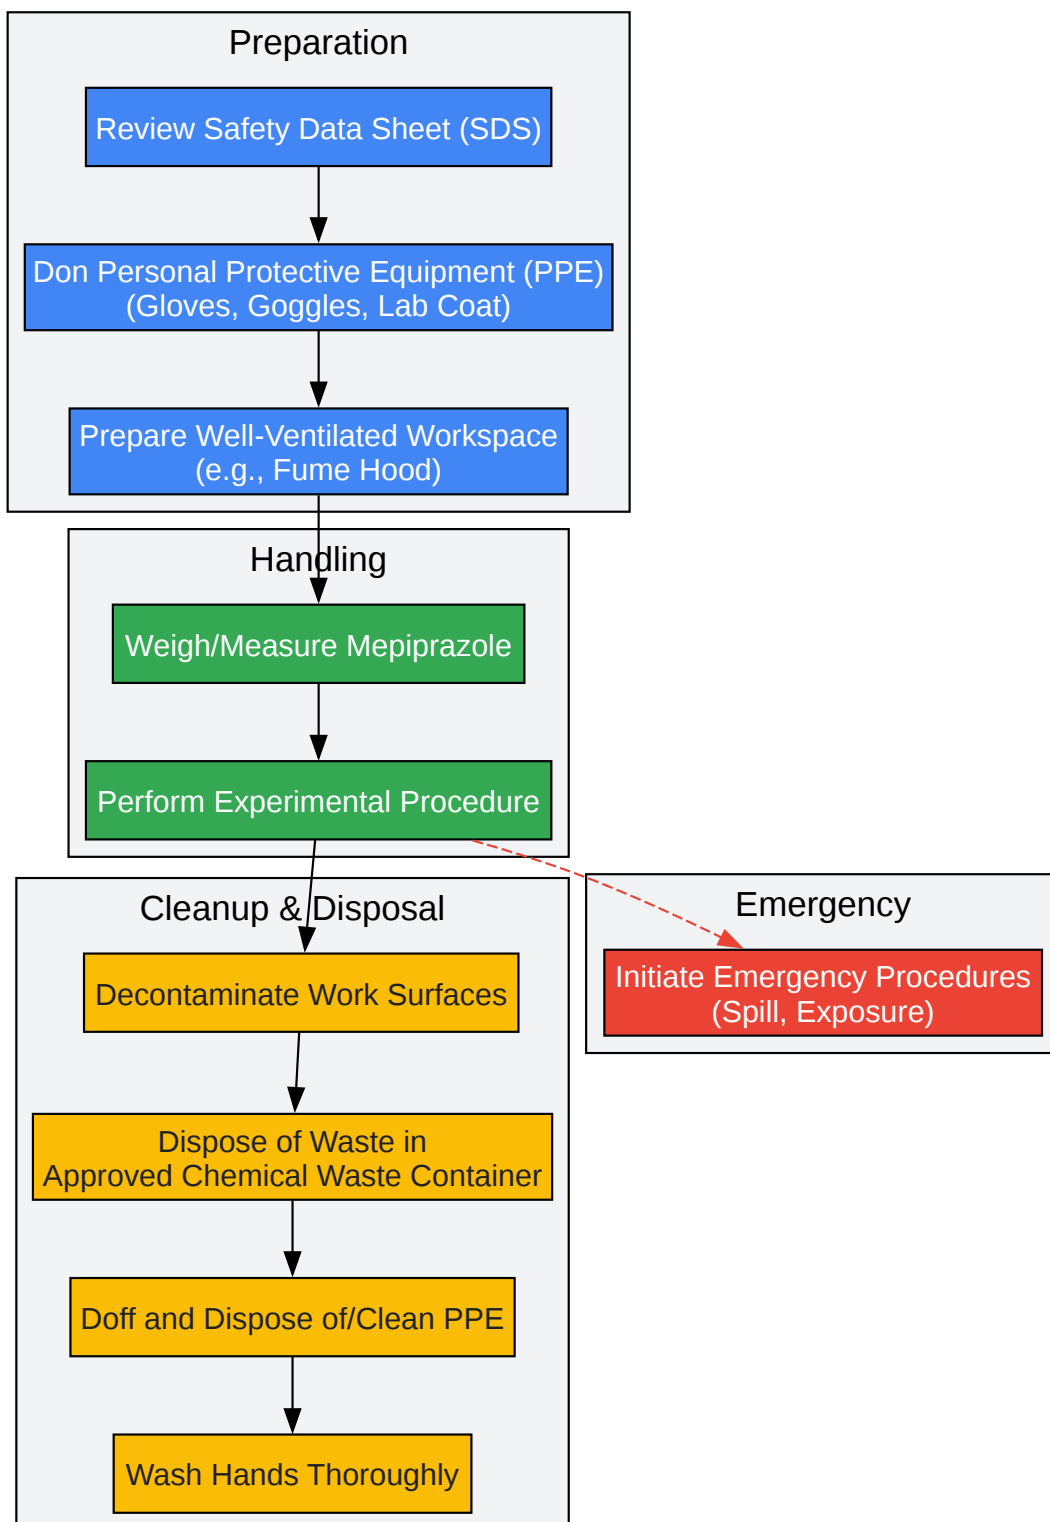 Preparation
Review Safety Data Sheet (SDS)
Don Personal Protective Equipment (PPE)
(Gloves, Goggles, Lab Coat)
Prepare Well-Ventilated Workspace
(e.g., Fume Hood)
Handling
Weigh/Measure Mepiprazole
Perform Experimental Procedure
Cleanup & Disposal
Decontaminate Work Surfaces
Dispose of Waste in
Approved Chemical Waste Container
Doff and Dispose of/Clean PPE
Wash Hands Thoroughly
Emergency
Initiate Emergency Procedures
(Spill, Exposure)